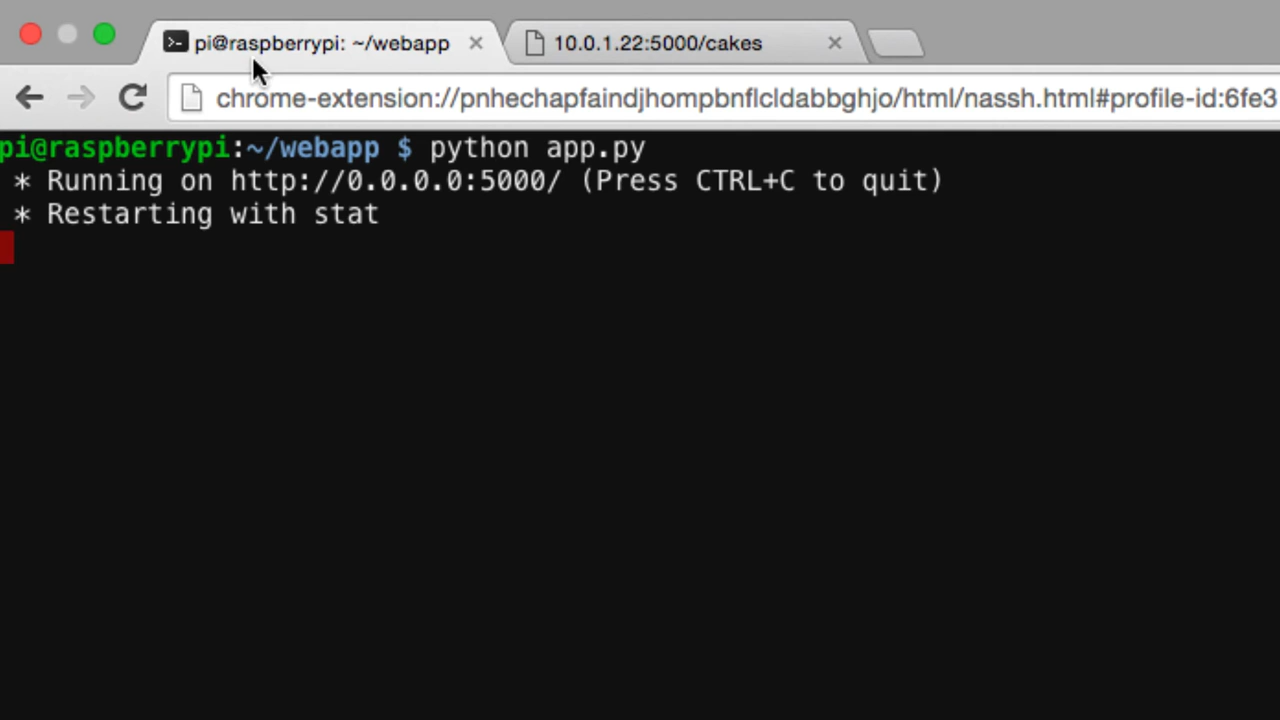 pi@raspberrypi: ~/webapp
10.0.1.22:5000/cakes
chrome-extension://pnhechapfaindjhompbnflcldabbghjo/html/nassh.html#profile-id:6fe3
pi@raspberrypi:~/webapp $ python app.py
* Running on http://0.0.0.0:5000/ (Press CTRL+C to quit)
* Restarting with stat